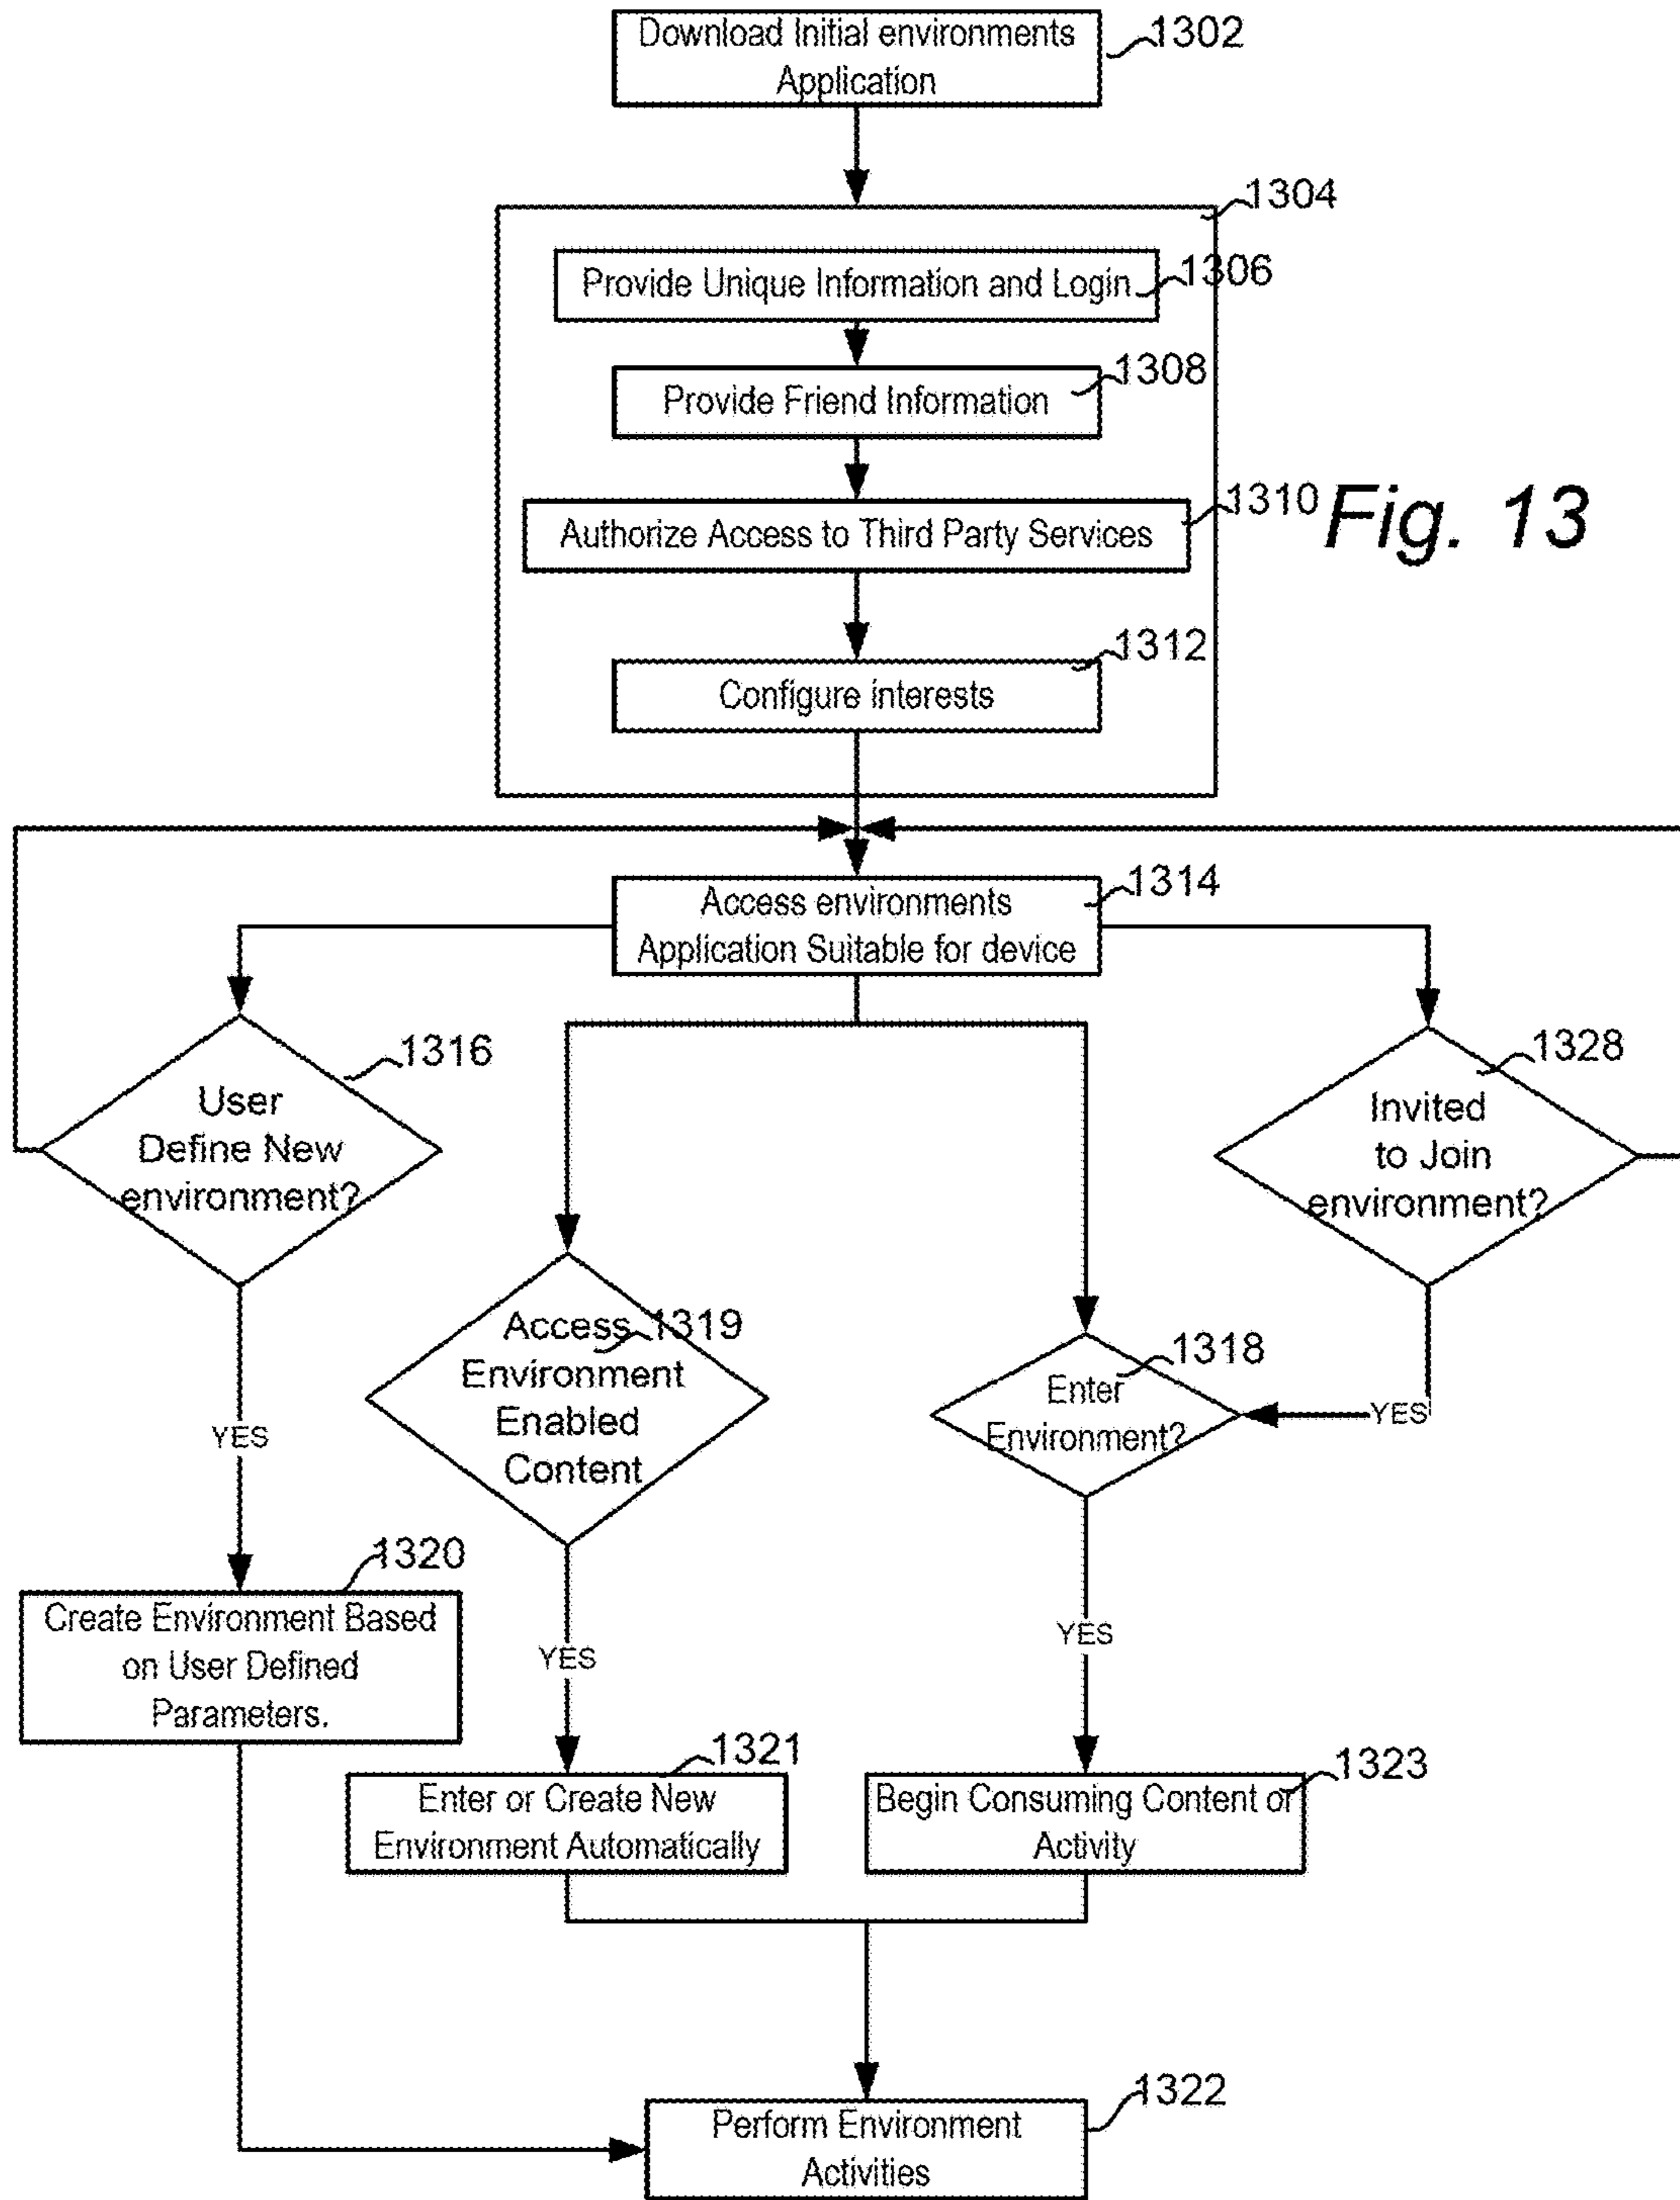 Download Initial environments
Application
1302
1304
Provide Unique Information and Login
1306
Provide Friend Information
1308
Authorize Access to Third Party Services
1310
Fig. 13
Configure interests
1312
Access environments
Application Suitable for device
1314
User
Define New
environment?
1316
Invited
to Join
environment?
1328
Access
Environment
Enabled
Content
1319
Enter
Environment?
1318
YES
YES
YES
YES
Create Environment Based
on User Defined
Parameters.
1320
Enter or Create New
Environment Automatically
1321
Begin Consuming Content or
Activity
1323
Perform Environment
Activities
1322